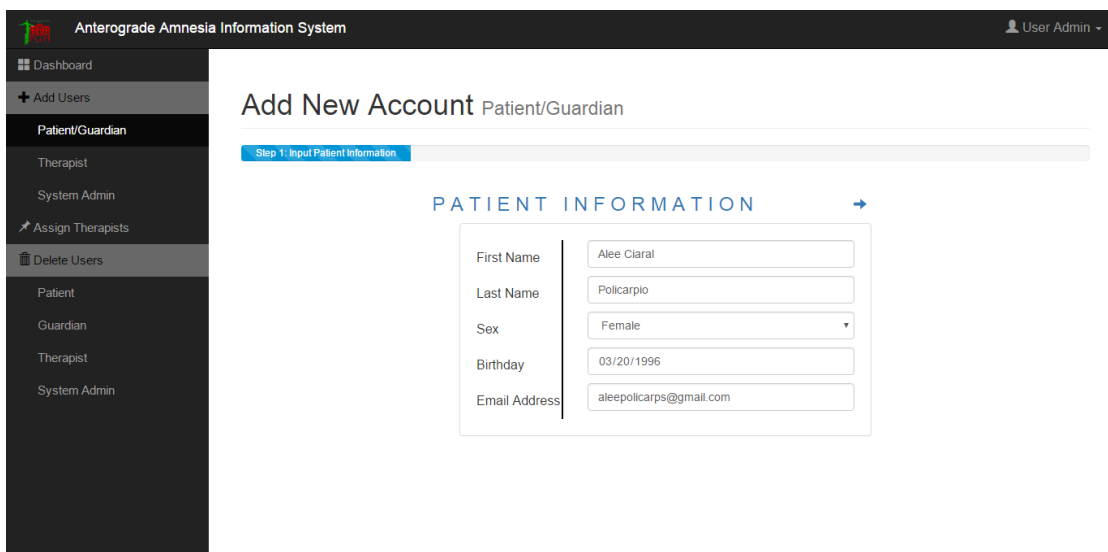 Anterograde Amnesia Information System
User Admin
Dashboard
Add Users
Patient/Guardian
Therapist
System Admin
Assign Therapists
Delete Users
Patient
Guardian
Therapist
System Admin
Add New Account Patient/Guardian
Step 1: Input Patient Information
PATIENT INFORMATION
First Name Alee Ciaral
Last Name Policarpio
Sex Female
Birthday 03/20/1996
Email Address aleepolicarps@gmail.com